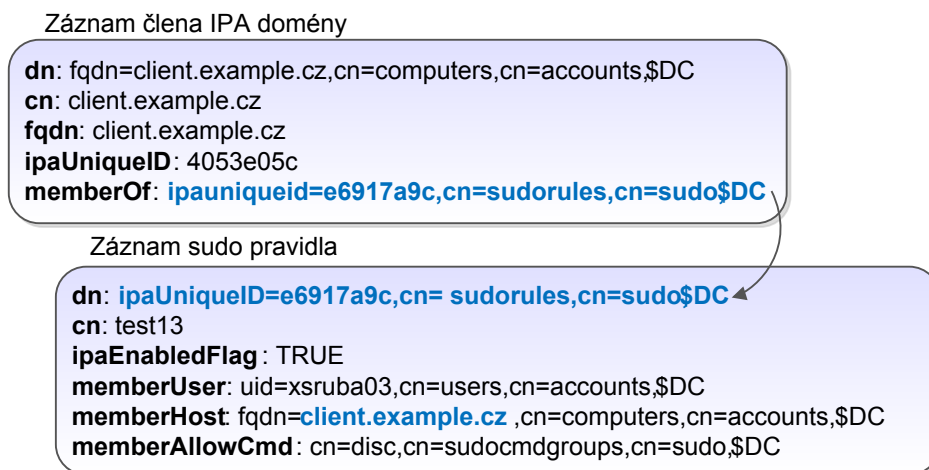 Záznam člena IPA domény
dn: fqdn=client.example.cz,cn=computers,cn=accounts,$DC
cn: client.example.cz
fqdn: client.example.cz
ipaUniqueID: 4053e05c
memberOf: ipauniqueid=e6917a9c,cn=sudorules,cn=sudo$DC
Záznam sudo pravidla
dn: ipaUniqueID=e6917a9c,cn= sudorules,cn=sudo$DC
cn: test13
ipaEnabledFlag: TRUE
memberUser: uid=xsruba03,cn=users,cn=accounts,$DC
memberHost: fqdn=client.example.cz ,cn=computers,cn=accounts,$DC
memberAllowCmd: cn=disc,cn=sudocmdgroups,cn=sudo,$DC